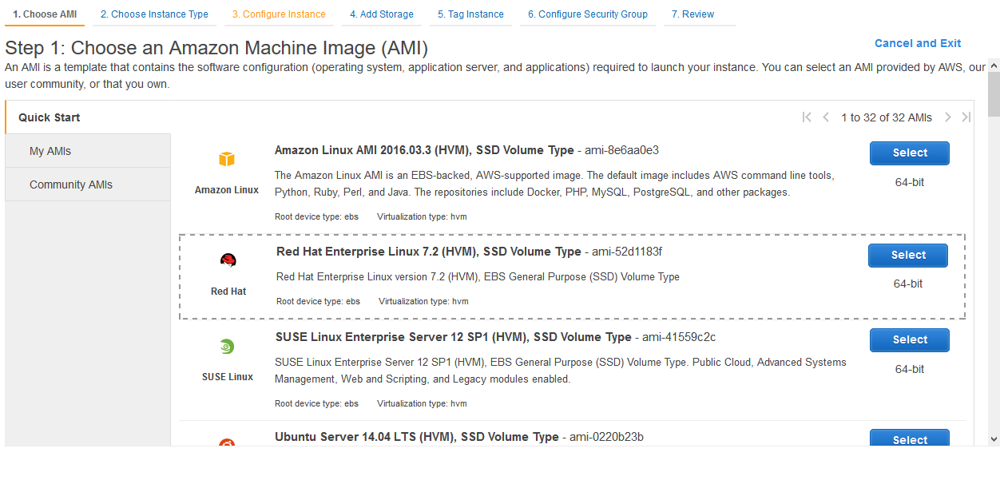 1. Choose AMI 2. Choose Instance Type 3. Configure Instance 4. Add Storage 5. Tag Instance 6. Configure Security Group 7. Review
Step 1: Choose an Amazon Machine Image (AMI)
Cancel and Exit
An AMI is a template that contains the software configuration (operating system, application server, and applications) required to launch your instance. You can select an AMI provided by AWS, our
user community, or that you own.
Quick Start
My AMIs
Community AMIs
1 to 32 of 32 AMIs
Amazon Linux
Amazon Linux AMI 2016.03.3 (HVM), SSD Volume Type - ami-8e6aa0e3
The Amazon Linux AMI is an EBS-backed, AWS-supported image. The default image includes AWS command line tools,
Python, Ruby, Perl, and Java. The repositories include Docker, PHP, MySQL, PostgreSQL, and other packages.
Root device type: ebs Virtualization type: hvm
Select
64-bit
Red Hat
Red Hat Enterprise Linux 7.2 (HVM), SSD Volume Type - ami-52d1183f
Red Hat Enterprise Linux version 7.2 (HVM), EBS General Purpose (SSD) Volume Type
Root device type: ebs Virtualization type: hvm
Select
64-bit
SUSE Linux
SUSE Linux Enterprise Server 12 SP1 (HVM), SSD Volume Type - ami-41559c2c
SUSE Linux Enterprise Server 12 SP1 (HVM), EBS General Purpose (SSD) Volume Type. Public Cloud, Advanced Systems
Management, Web and Scripting, and Legacy modules enabled.
Root device type: ebs Virtualization type: hvm
Select
64-bit
Ubuntu Server 14.04 LTS (HVM), SSD Volume Type - ami-0220b23b
Select